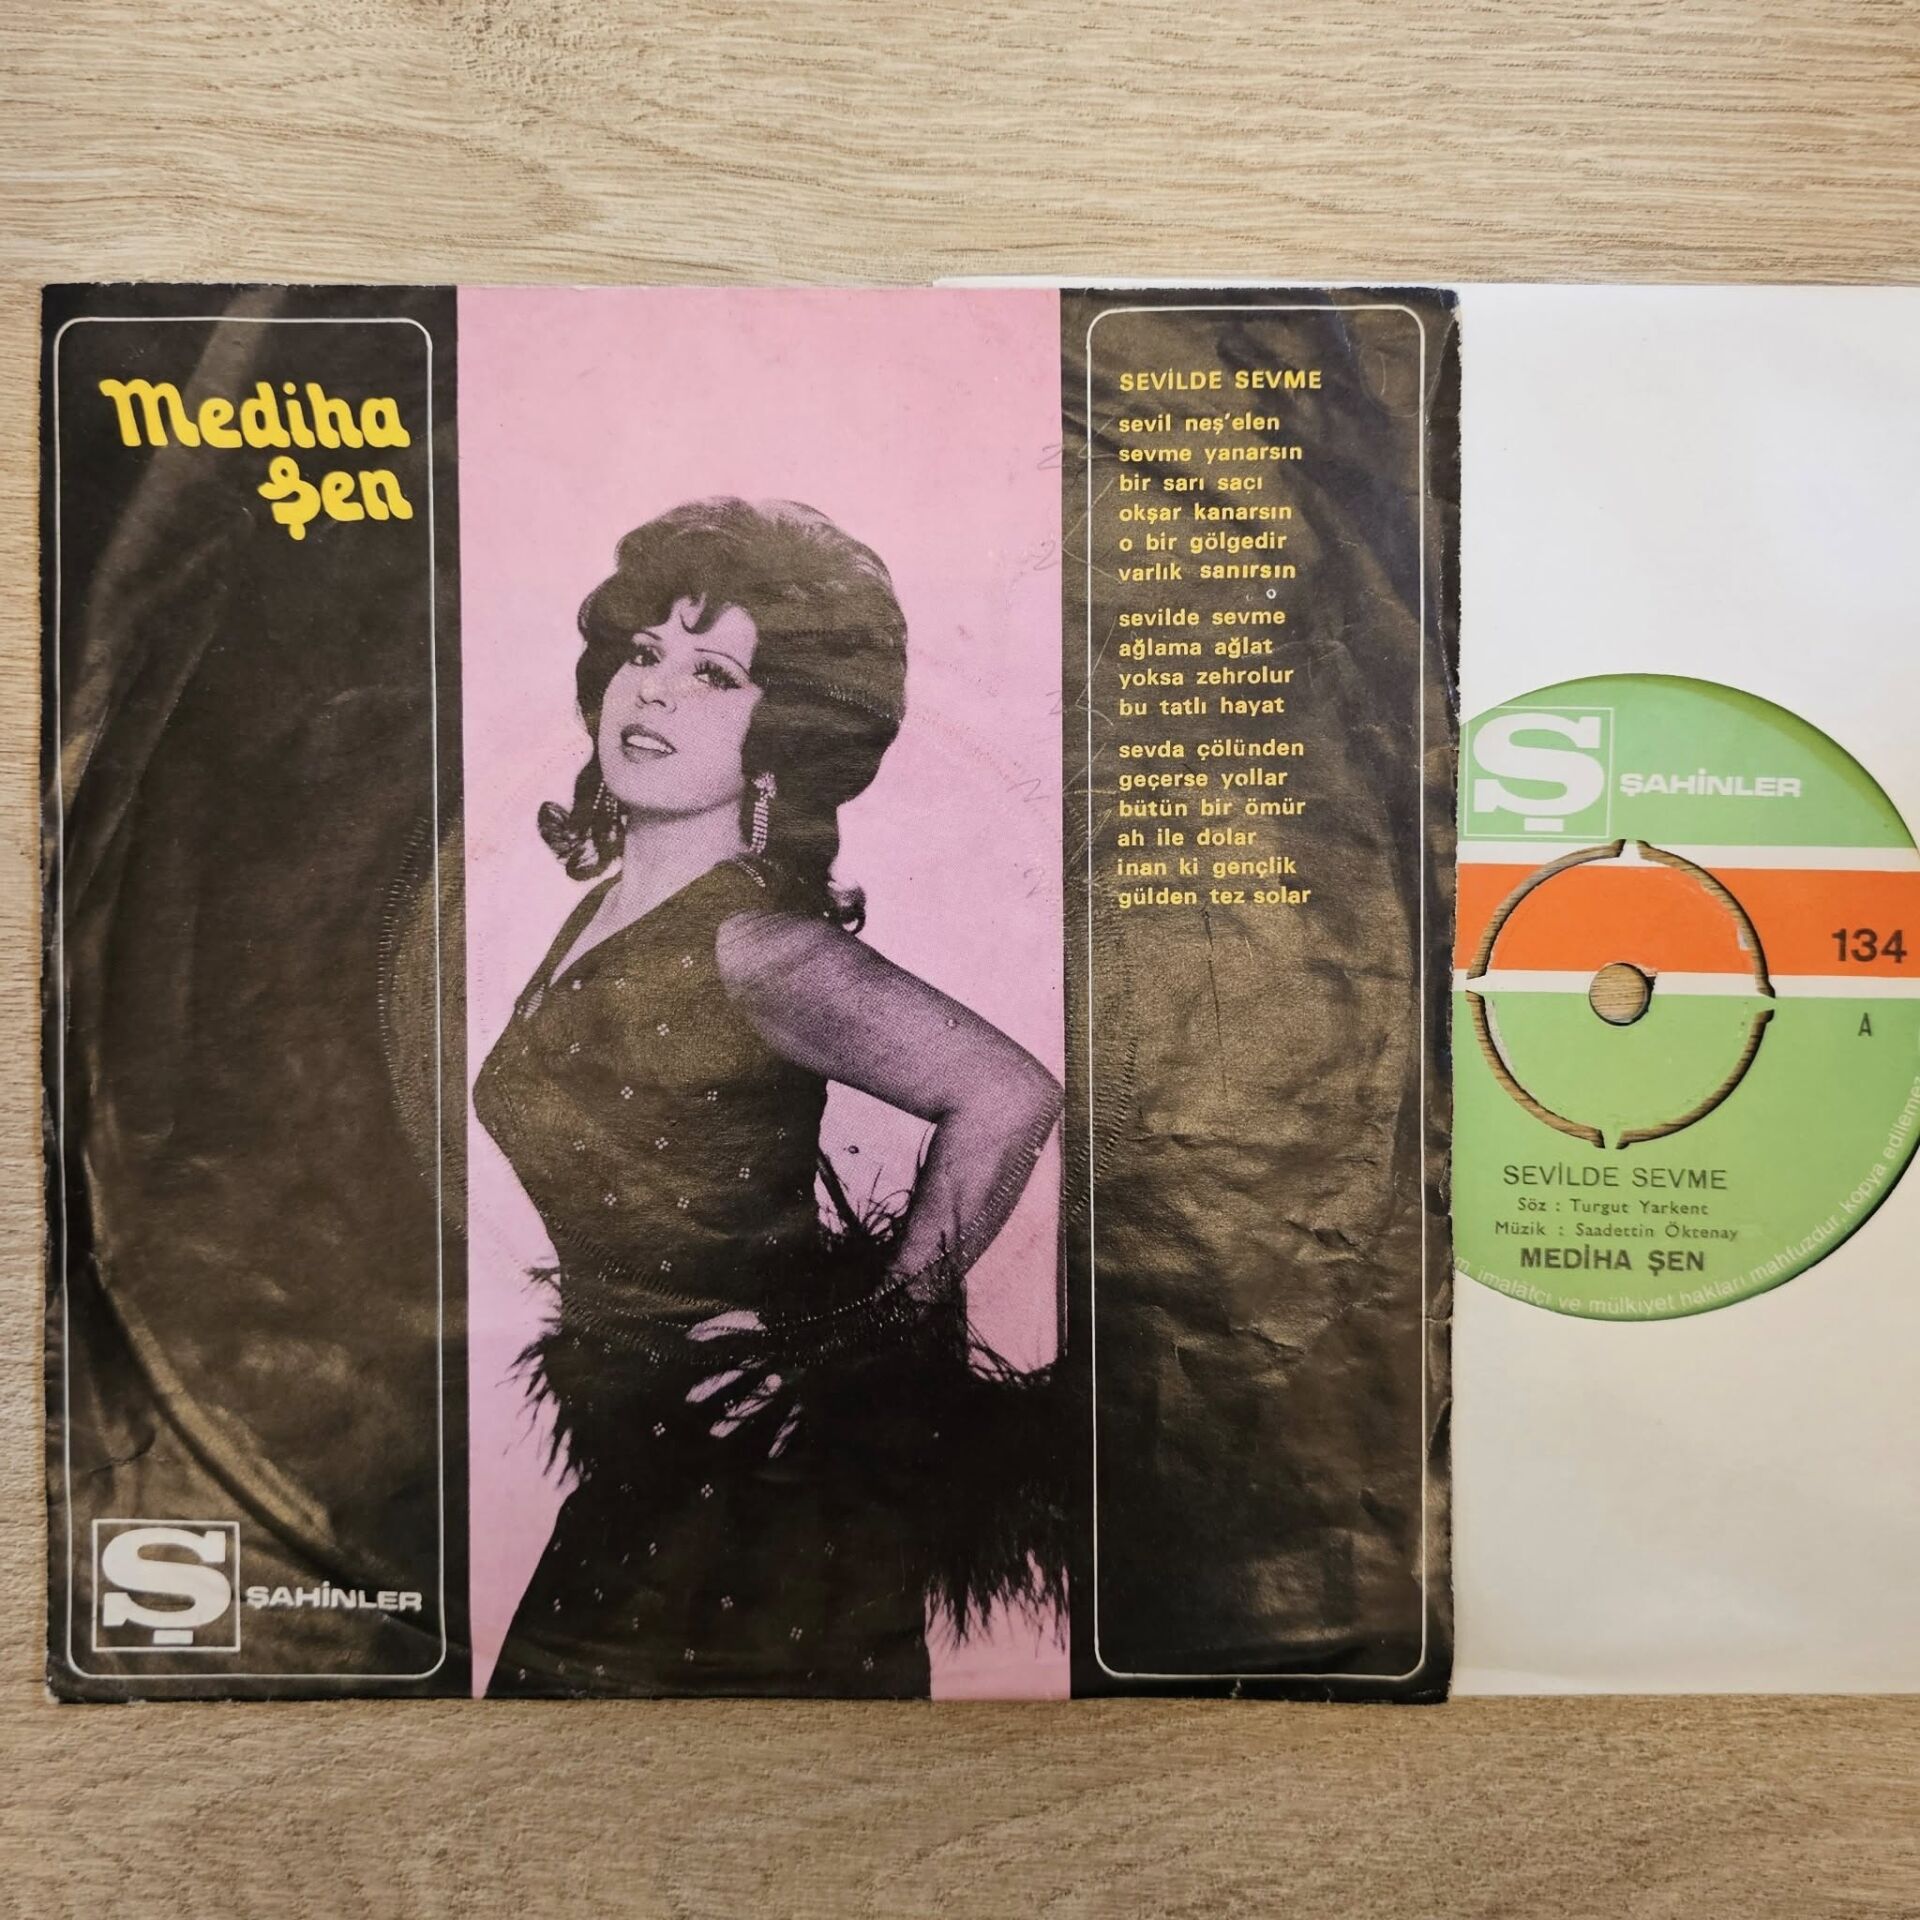 Mediha
Şen
Ş ŞAHİNLER
SEVİLDE SEVME
sevil neş'elen
sevme yanarsın
bir sarı saçı
okşar kanarsın
o bir gölgedir
varlık sanırsın
sevilde sevme
ağlama ağlat
yoksa zehrolur
bu tatlı hayat
sevda çölünden
geçerse yollar
bütün bir ömür
ah ile dolar
inan ki gençlik
gülden tez solar
Ş ŞAHİNLER
134
A
SEVİLDE SEVME
Söz : Turgut Yarkent
Müzik : Saadettin Öktenay
MEDİHA ŞEN
imalâtçı ve mülkiyet hakları mahfuzdur, kopya edilemez